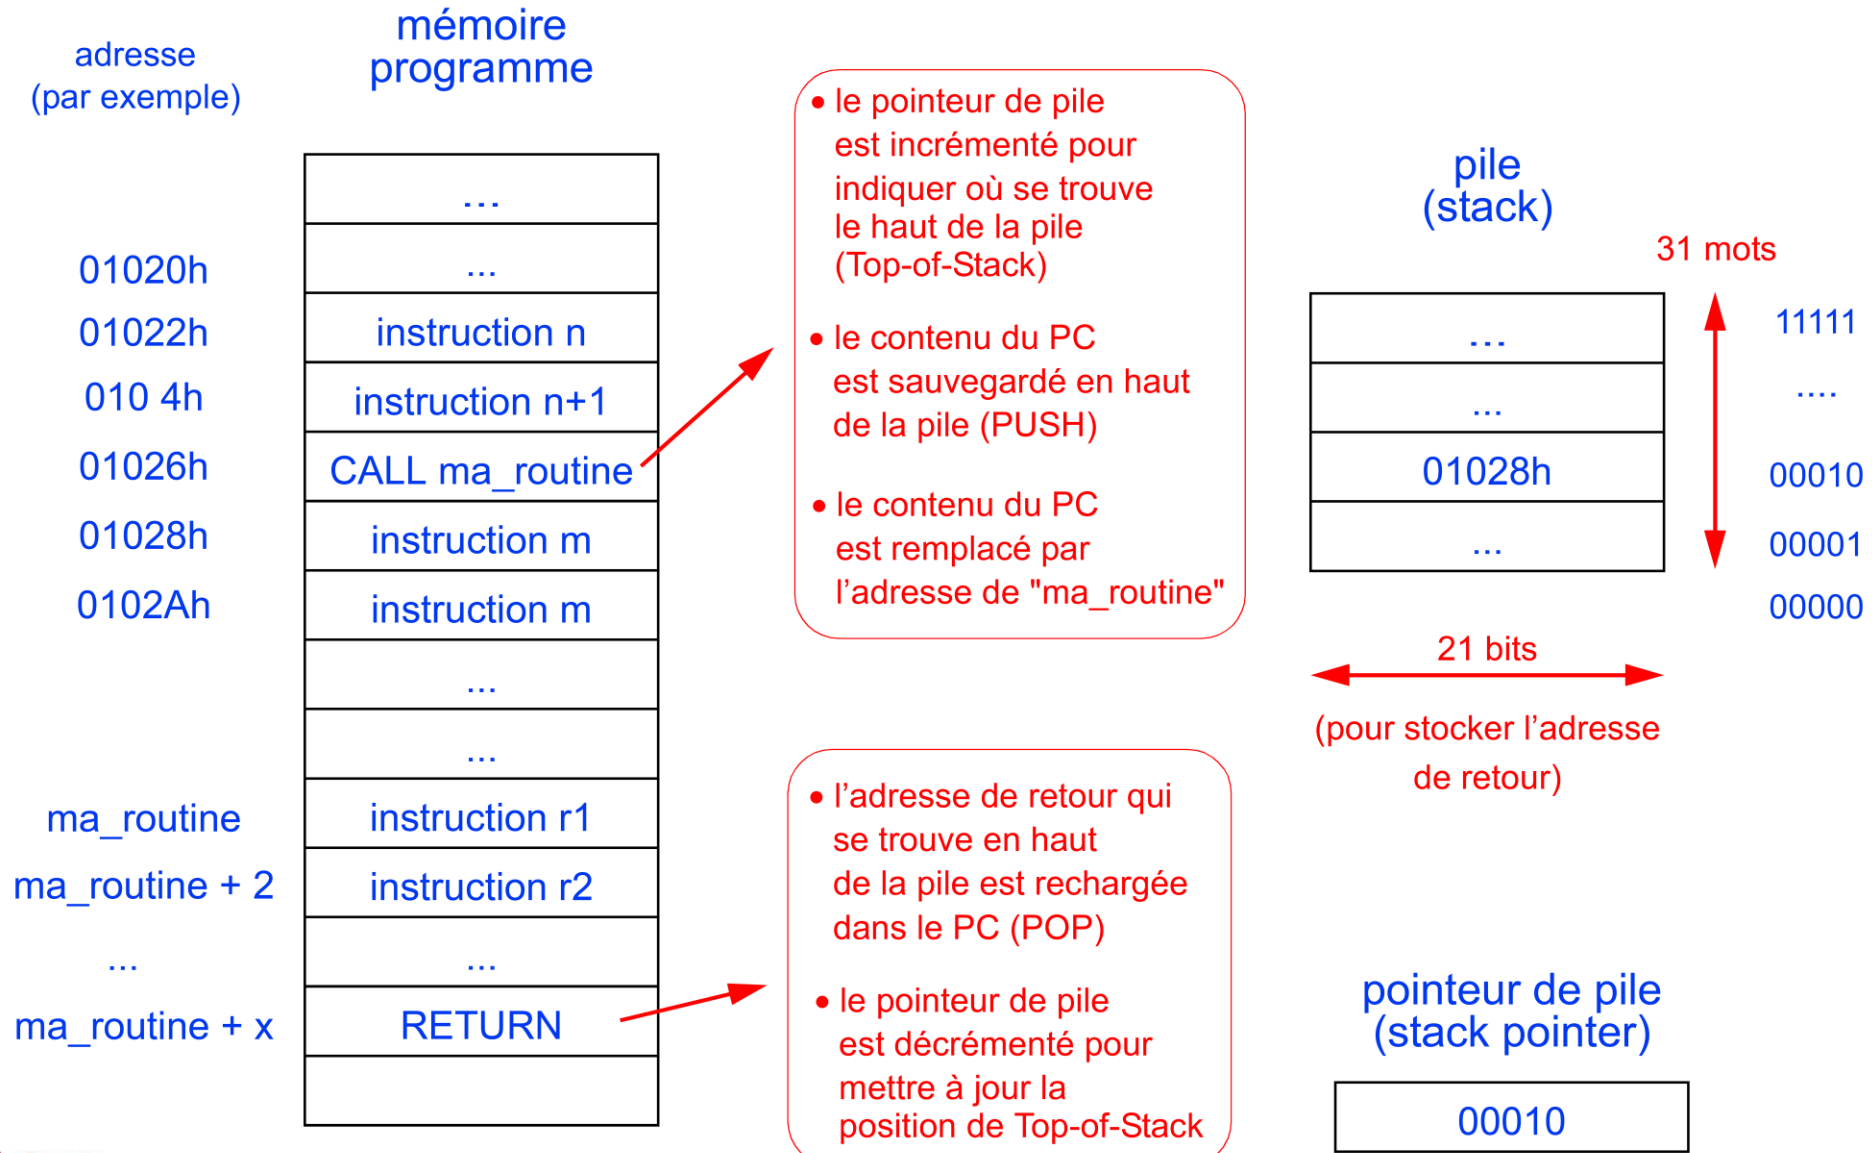 adresse
(par exemple)
mémoire
programme
...
01020h
...
01022h
instruction n
010 4h
instruction n+1
01026h
CALL ma_routine
01028h
instruction m
0102Ah
instruction m
...
...
ma_routine
instruction r1
ma_routine + 2
instruction r2
...
...
ma_routine + x
RETURN
• le pointeur de pile
est incrémenté pour
indiquer où se trouve
le haut de la pile
(Top-of-Stack)
• le contenu du PC
est sauvegardé en haut
de la pile (PUSH)
• le contenu du PC
est remplacé par
l'adresse de "ma_routine"
• l'adresse de retour qui
se trouve en haut
de la pile est rechargée
dans le PC (POP)
• le pointeur de pile
est décrémenté pour
mettre à jour la
position de Top-of-Stack
pile
(stack)
31 mots
...
11111
...
....
01028h
00010
...
00001
00000
21 bits
(pour stocker l'adresse
de retour)
pointeur de pile
(stack pointer)
00010